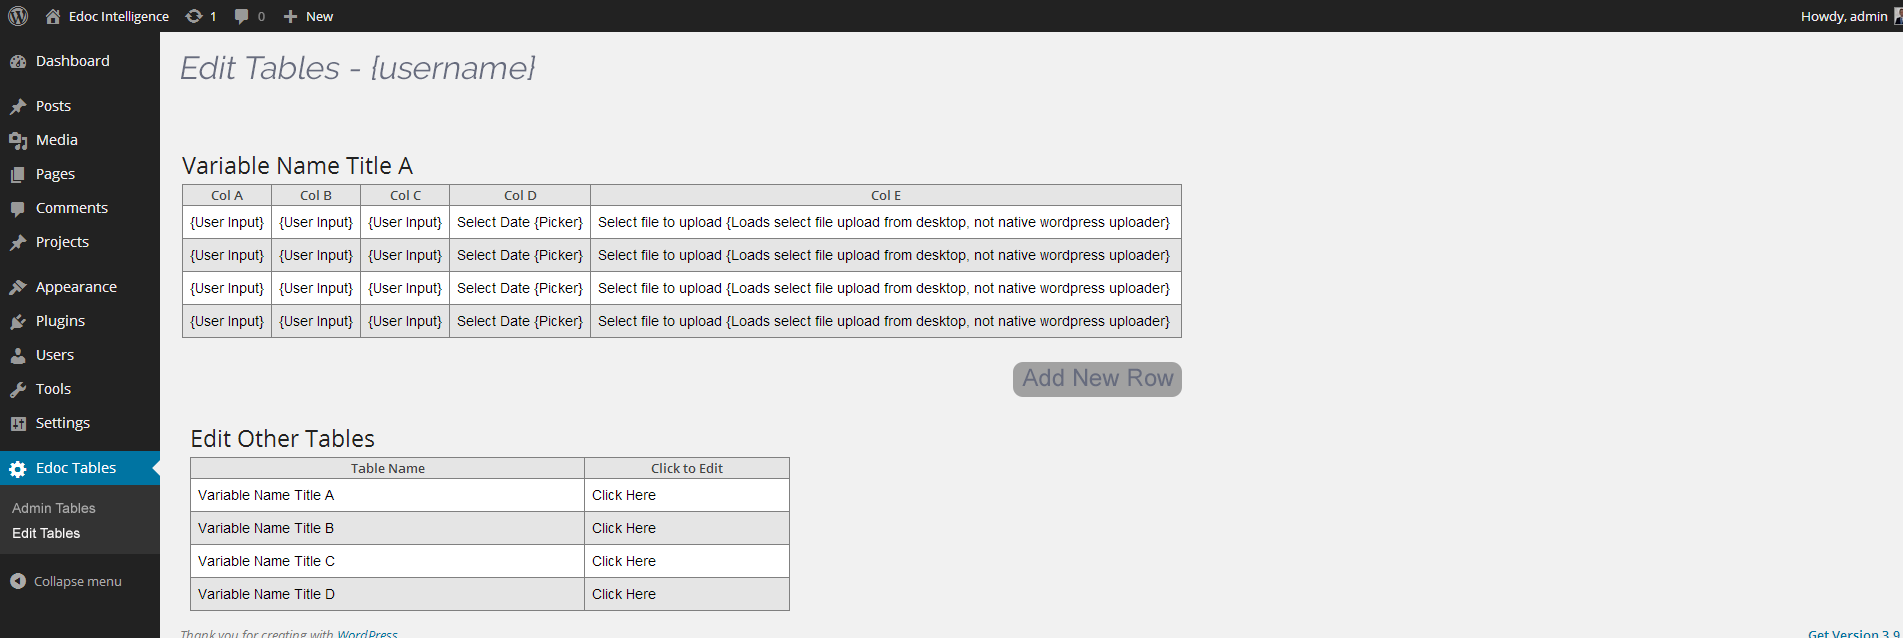 Edoc Intelligence 1 0 New Howdy, admin
Dashboard
Posts
Media
Pages
Comments
Projects
Appearance
Plugins
Users
Tools
Settings
Edoc Tables
Admin Tables
Edit Tables
Collapse menu
Edit Tables - {username}
Variable Name Title A
Col A Col B Col C Col D Col E
{User Input} {User Input} {User Input} Select Date {Picker} Select file to upload {Loads select file upload from desktop, not native wordpress uploader}
{User Input} {User Input} {User Input} Select Date {Picker} Select file to upload {Loads select file upload from desktop, not native wordpress uploader}
{User Input} {User Input} {User Input} Select Date {Picker} Select file to upload {Loads select file upload from desktop, not native wordpress uploader}
{User Input} {User Input} {User Input} Select Date {Picker} Select file to upload {Loads select file upload from desktop, not native wordpress uploader}
Add New Row
Edit Other Tables
Table Name Click to Edit
Variable Name Title A Click Here
Variable Name Title B Click Here
Variable Name Title C Click Here
Variable Name Title D Click Here
Thank you for creating with WordPress Get Version 3.9